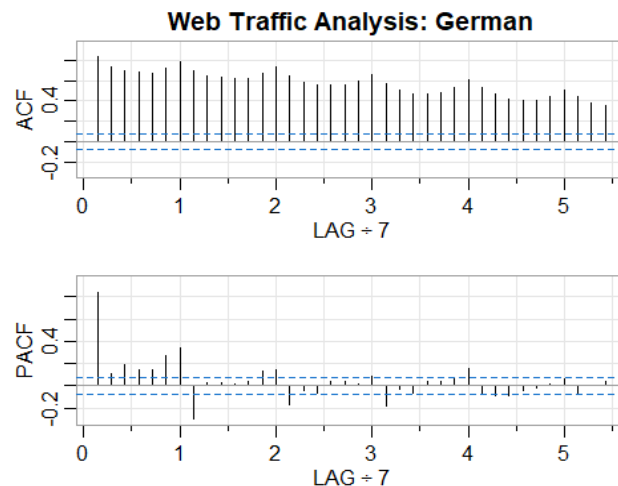 Web Traffic Analysis: German
ACF
-0.2 0.4
0 1 2 3 4 5
LAG ÷ 7
PACF
-0.2 0.4
0 1 2 3 4 5
LAG ÷ 7